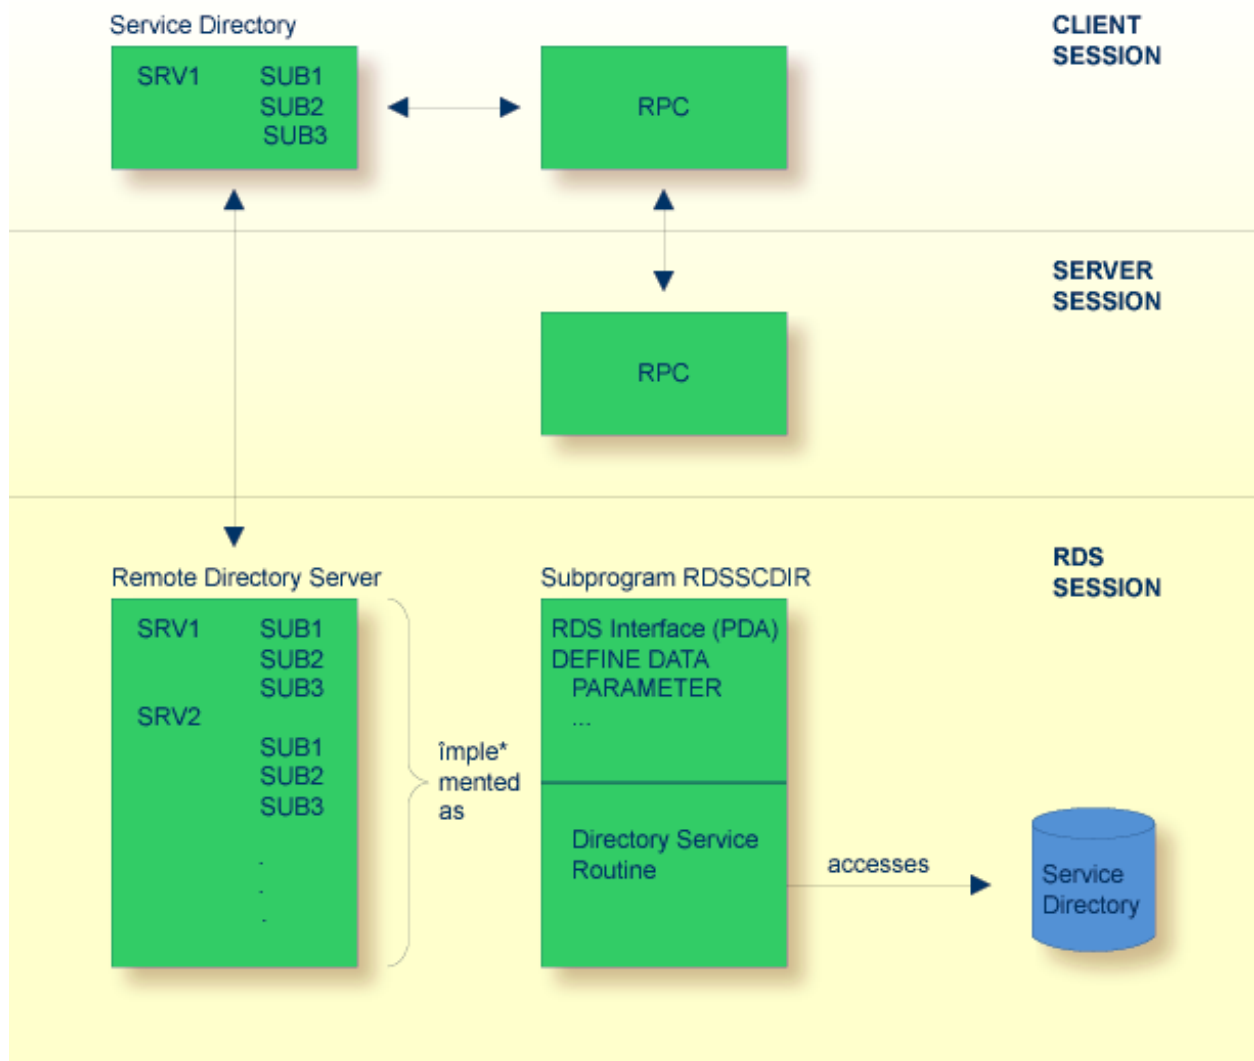 Service Directory
CLIENT
SESSION
SRV1 SUB1
SUB2
SUB3
RPC
SERVER
SESSION
RPC
RDS
SESSION
Remote Directory Server
SRV1 SUB1
SUB2
SUB3
SRV2
SUB1
SUB2
SUB3
.
.
.
împle*
mented
as
Subprogram RDSSCDIR
RDS Interface (PDA)
DEFINE DATA
PARAMETER
...
Directory Service
Routine
accesses
Service
Directory